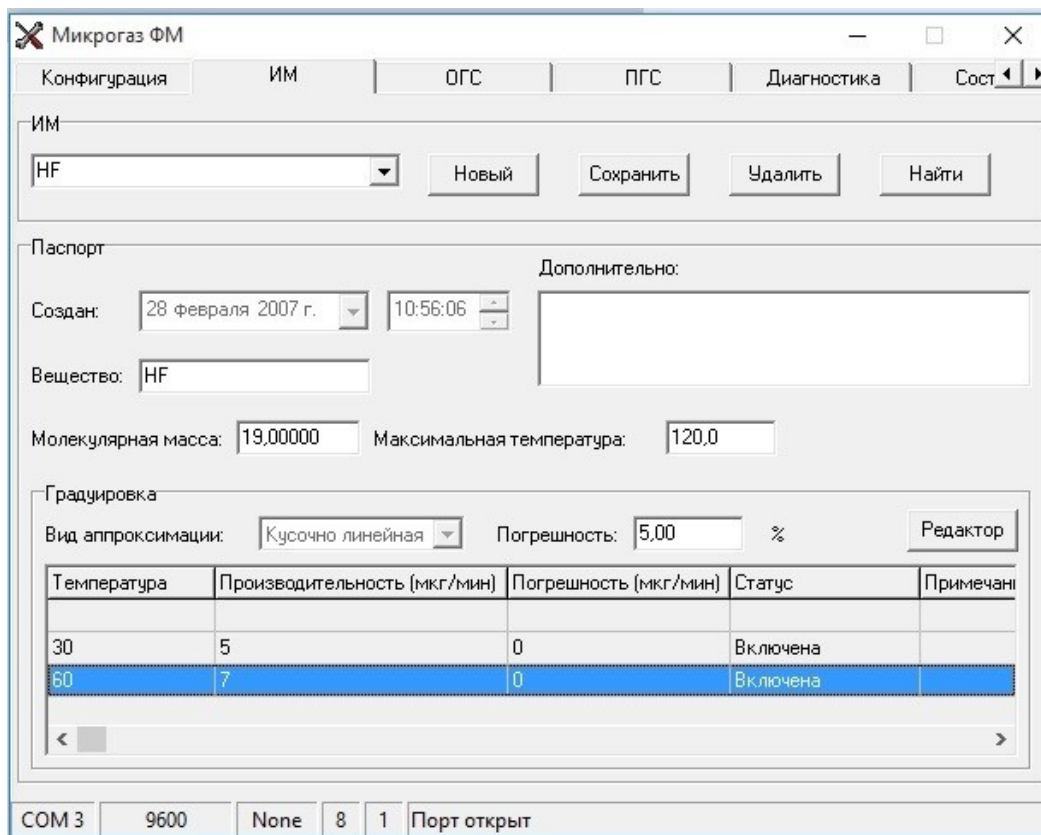 Микрогаз ФМ
Конфигурация ИМ ОГС ПГС Диагностика Сост
ИМ
HF Новый Сохранить Удалить Найти
Паспорт
Дополнительно:
Создан: 28 февраля 2007 г. 10:56:06
Вещество: HF
Молекулярная масса: 19,00000 Максимальная температура: 120,0
Градуировка
Вид аппроксимации: Кусочно линейная Погрешность: 5,00 % Редактор
Температура Производительность (мкг/мин) Погрешность (мкг/мин) Статус Примечани
30 5 0 Включена
60 7 0 Включена
COM 3 9600 None 8 1 Порт открыт